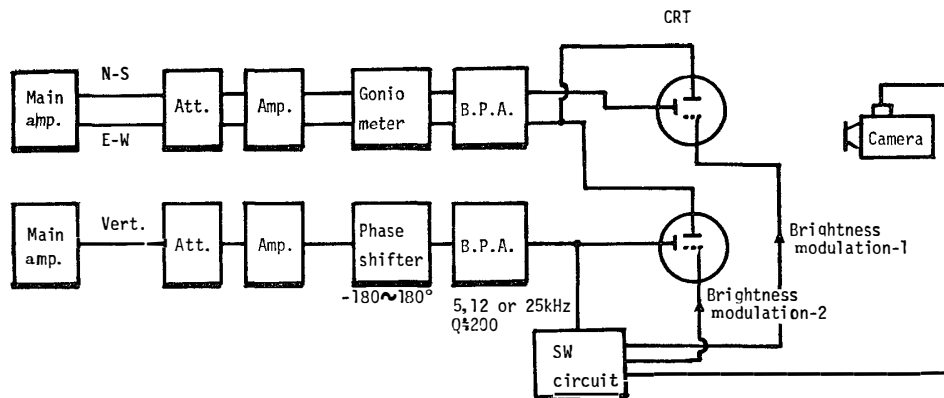 CRT
N-S
Main
amp.
E-W
Att.
Amp.
Gonio
meter
B.P.A.
Camera
Main
amp.
Vert.
Att.
Amp.
Phase
shifter
-180~180°
B.P.A.
5,12 or 25kHz
Q≒200
Brightness
modulation-1
Brightness
modulation-2
SW
circuit